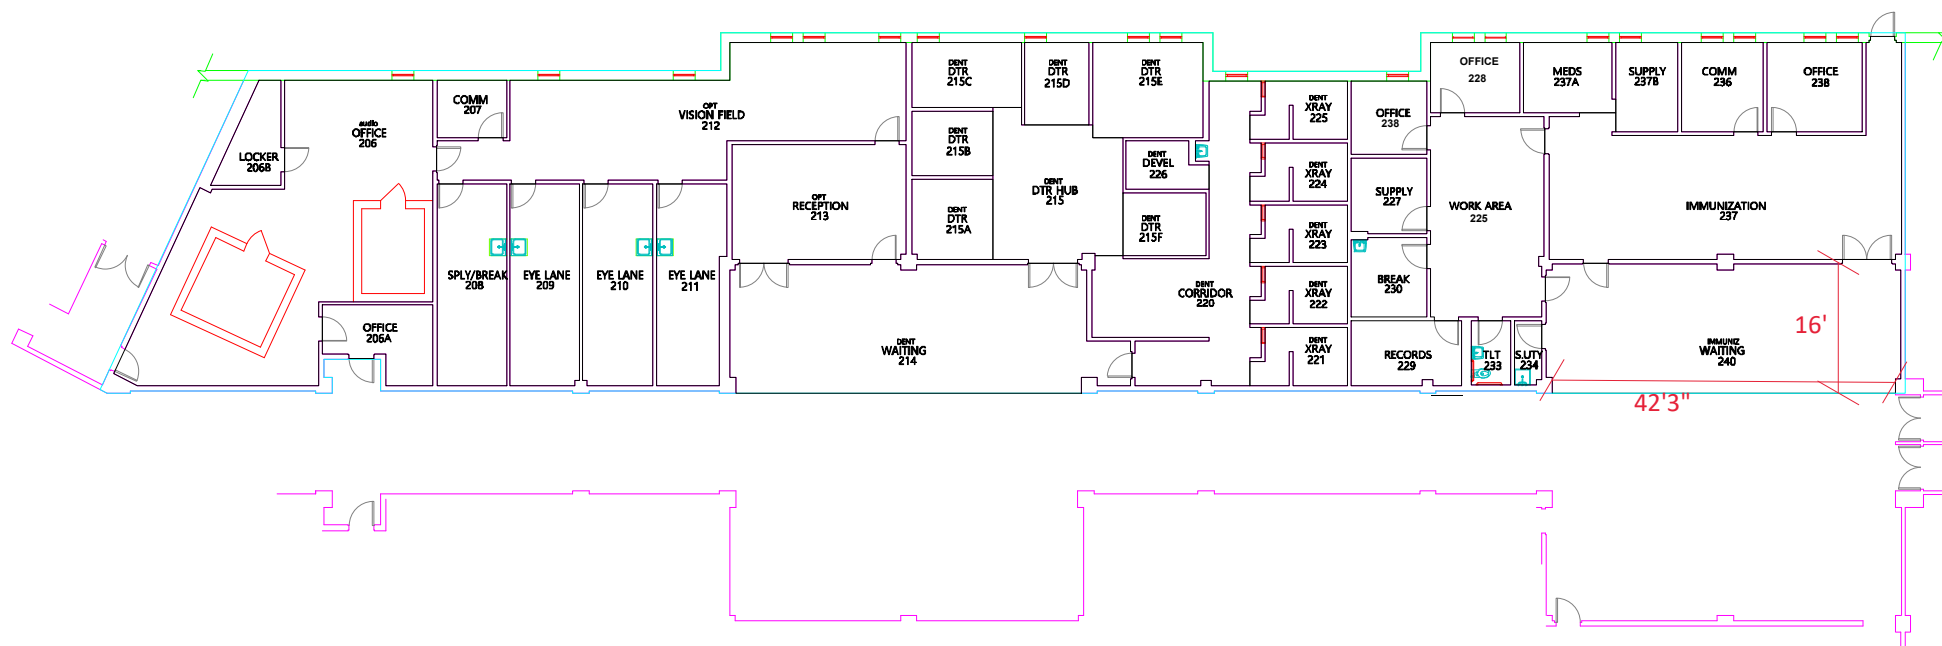 COMM
207
audio
OFFICE
206
LOCKER
206B
OPT
VISION FIELD
212
DENT
DTR
215C
DENT
DTR
215D
DENT
DTR
215E
DENT
DTR
215B
DENT
DTR
215A
DENT
DTR HUB
215
DENT
DEVEL
226
DENT
DTR
215F
OPT
RECEPTION
213
SPLY/BREAK
208
EYE LANE
209
EYE LANE
210
EYE LANE
211
OFFICE
206A
DENT
WAITING
214
DENT
CORRIDOR
220
DENT
XRAY
225
DENT
XRAY
224
DENT
XRAY
223
DENT
XRAY
222
DENT
XRAY
221
OFFICE
238
SUPPLY
227
BREAK
230
RECORDS
229
OFFICE
228
MEDS
237A
SUPPLY
237B
COMM
236
OFFICE
238
WORK AREA
225
IMMUNIZATION
237
TLT
233
S.UTY
234
IMMUNIZ
WAITING
240
16'
42'3"